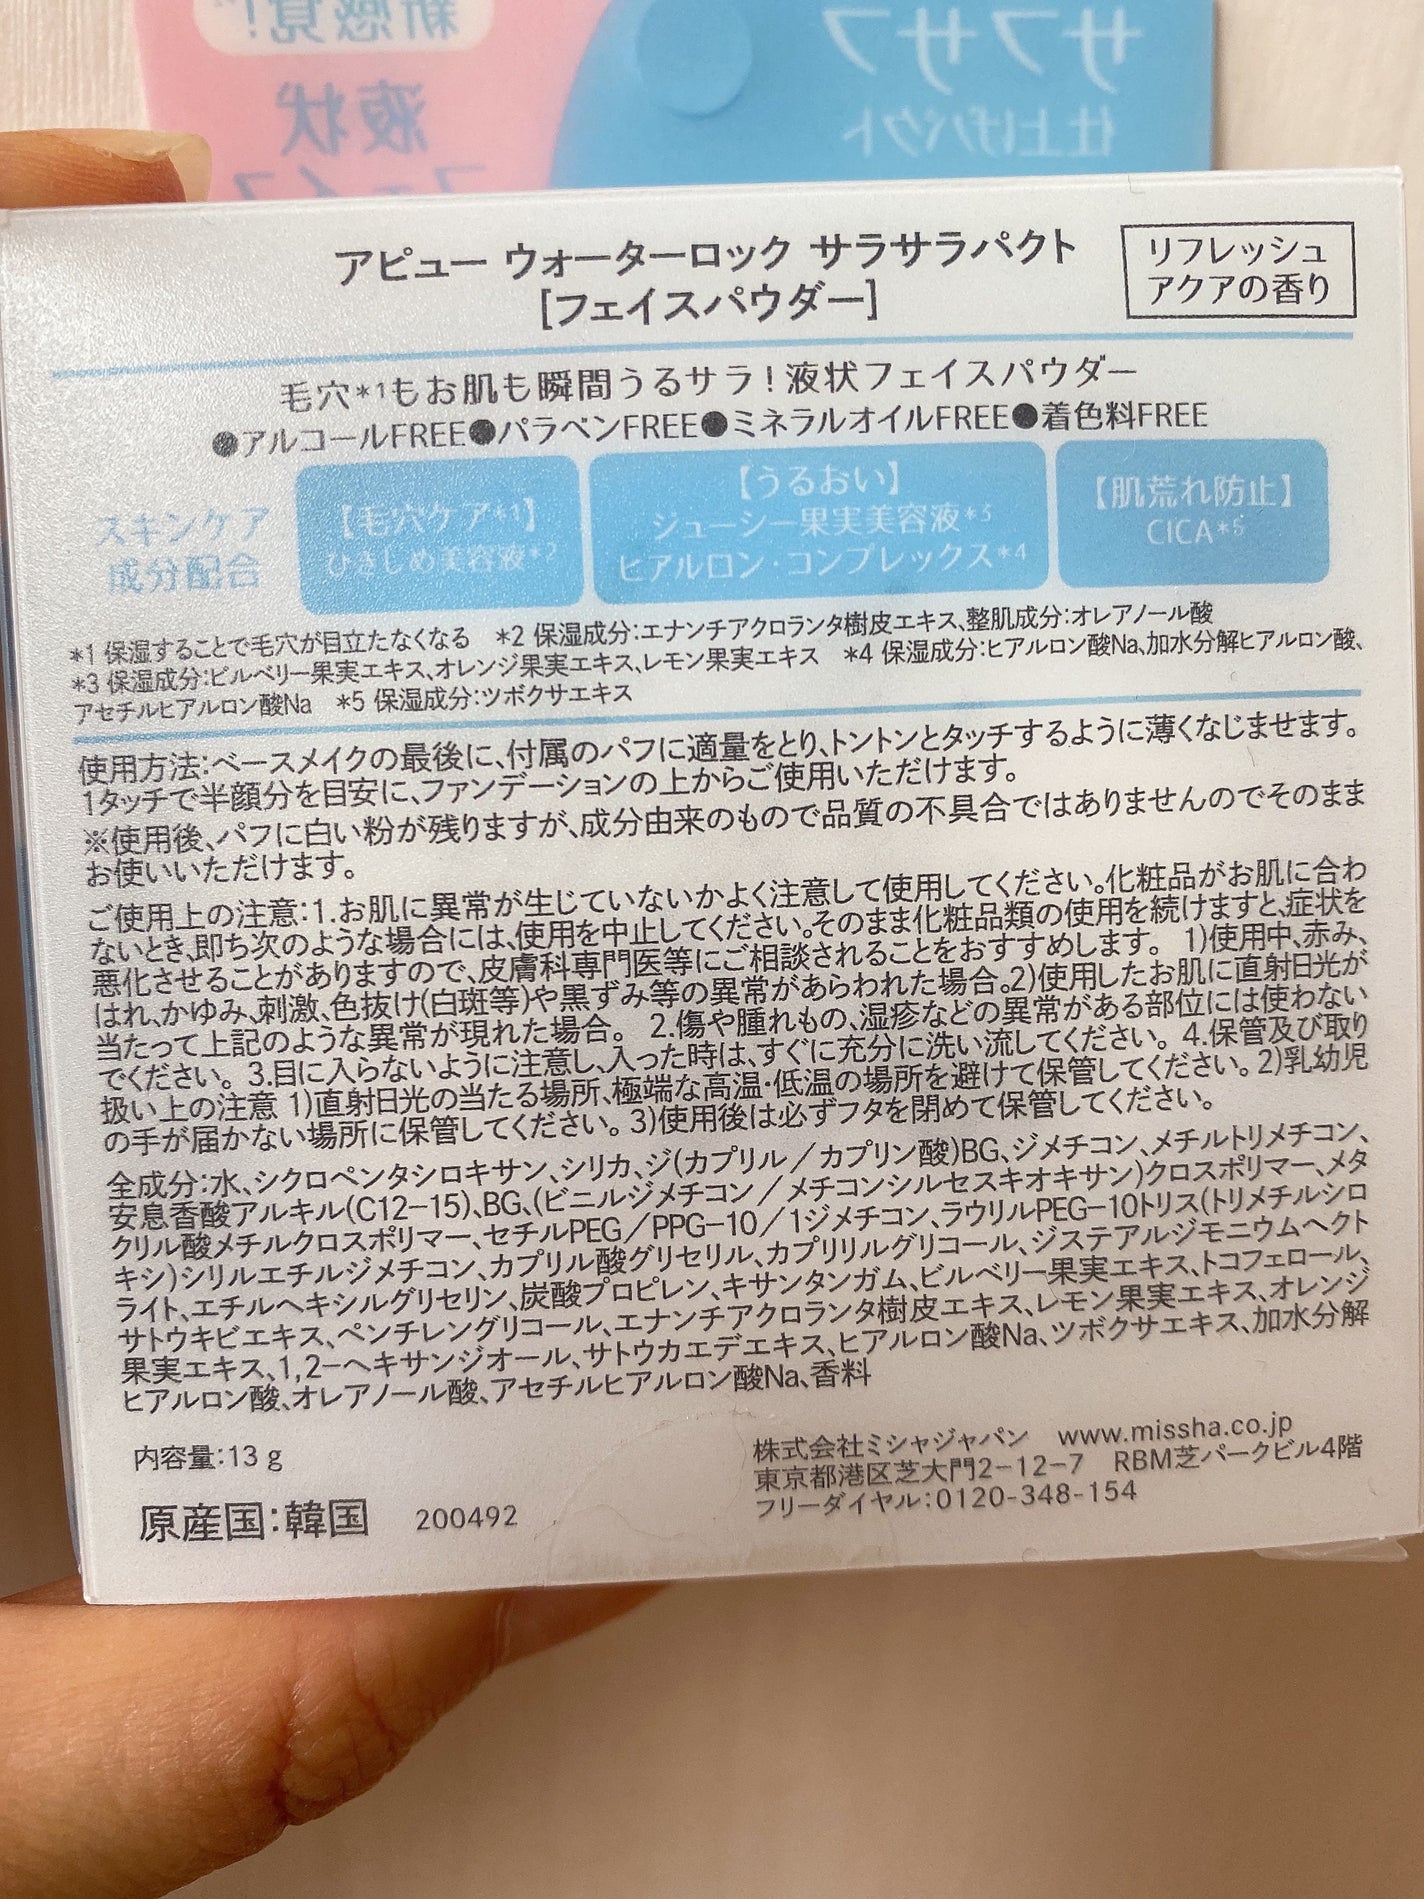 新感覚!
液状
フェイス
サラサラ
仕上げパクト
アピュー ウォーターロック サラサラパクト
[フェイスパウダー]
リフレッシュ
アクアの香り
毛穴*1もお肌も瞬間うるサラ!液状フェイスパウダー
●アルコールFREE●パラベンFREE●ミネラルオイルFREE●着色料FREE
スキンケア
成分配合
【毛穴ケア*1】
ひきしめ美容液*2
【うるおい】
ジューシー果実美容液*3
ヒアルロン・コンプレックス*4
【肌荒れ防止】
CICA*5
*1 保湿することで毛穴が目立たなくなる *2 保湿成分:エナンチアクロランタ樹皮エキス、整肌成分:オレアノール酸
*3 保湿成分:ビルベリー果実エキス、オレンジ果実エキス、レモン果実エキス *4 保湿成分:ヒアルロン酸Na、加水分解ヒアルロン酸、
アセチルヒアルロン酸Na *5 保湿成分:ツボクサエキス
使用方法:ベースメイクの最後に、付属のパフに適量をとり、トントンとタッチするように薄くなじませます。
1タッチで半顔分を目安に、ファンデーションの上からご使用いただけます。
※使用後、パフに白い粉が残りますが、成分由来のもので品質の不具合ではありませんのでそのまま
お使いいただけます。
ご使用上の注意:1.お肌に異常が生じていないかよく注意して使用してください。化粧品がお肌に合わ
ないとき、即ち次のような場合には、使用を中止してください。そのまま化粧品類の使用を続けますと、症状を
悪化させることがありますので、皮膚科専門医等にご相談されることをおすすめします。 1)使用中、赤み、
はれ、かゆみ、刺激、色抜け(白斑等)や黒ずみ等の異常があらわれた場合。2)使用したお肌に直射日光が
当たって上記のような異常が現れた場合。 2.傷や腫れもの、湿疹などの異常がある部位には使わない
でください。 3.目に入らないように注意し、入った時は、すぐに充分に洗い流してください。 4.保管及び取り
扱い上の注意 1)直射日光の当たる場所、極端な高温・低温の場所を避けて保管してください。2)乳幼児
の手が届かない場所に保管してください。 3)使用後は必ずフタを閉めて保管してください。
全成分:水、シクロペンタシロキサン、シリカ、ジ(カプリル/カプリン酸)BG、ジメチコン、メチルトリメチコン、
安息香酸アルキル(C12-15)、BG、(ビニルジメチコン/メチコンシルセスキオキサン)クロスポリマー、メタ
クリル酸メチルクロスポリマー、セチルPEG/PPG-10/1ジメチコン、ラウリルPEG-10トリス(トリメチルシロ
キシ)シリルエチルジメチコン、カプリル酸グリセリル、カプリリルグリコール、ジステアルジモニウムヘクト
ライト、エチルヘキシルグリセリン、炭酸プロピレン、キサンタンガム、ビルベリー果実エキス、トコフェロール、
サトウキビエキス、ペンチレングリコール、エナンチアクロランタ樹皮エキス、レモン果実エキス、オレンジ
果実エキス、1,2-ヘキサンジオール、サトウカエデエキス、ヒアルロン酸Na、ツボクサエキス、加水分解
ヒアルロン酸、オレアノール酸、アセチルヒアルロン酸Na、香料
内容量:13 g
原産国:韓国 200492
株式会社ミシャジャパン www.missha.co.jp
東京都港区芝大門2-12-7 RBM芝パークビル4階
フリーダイヤル:0120-348-154